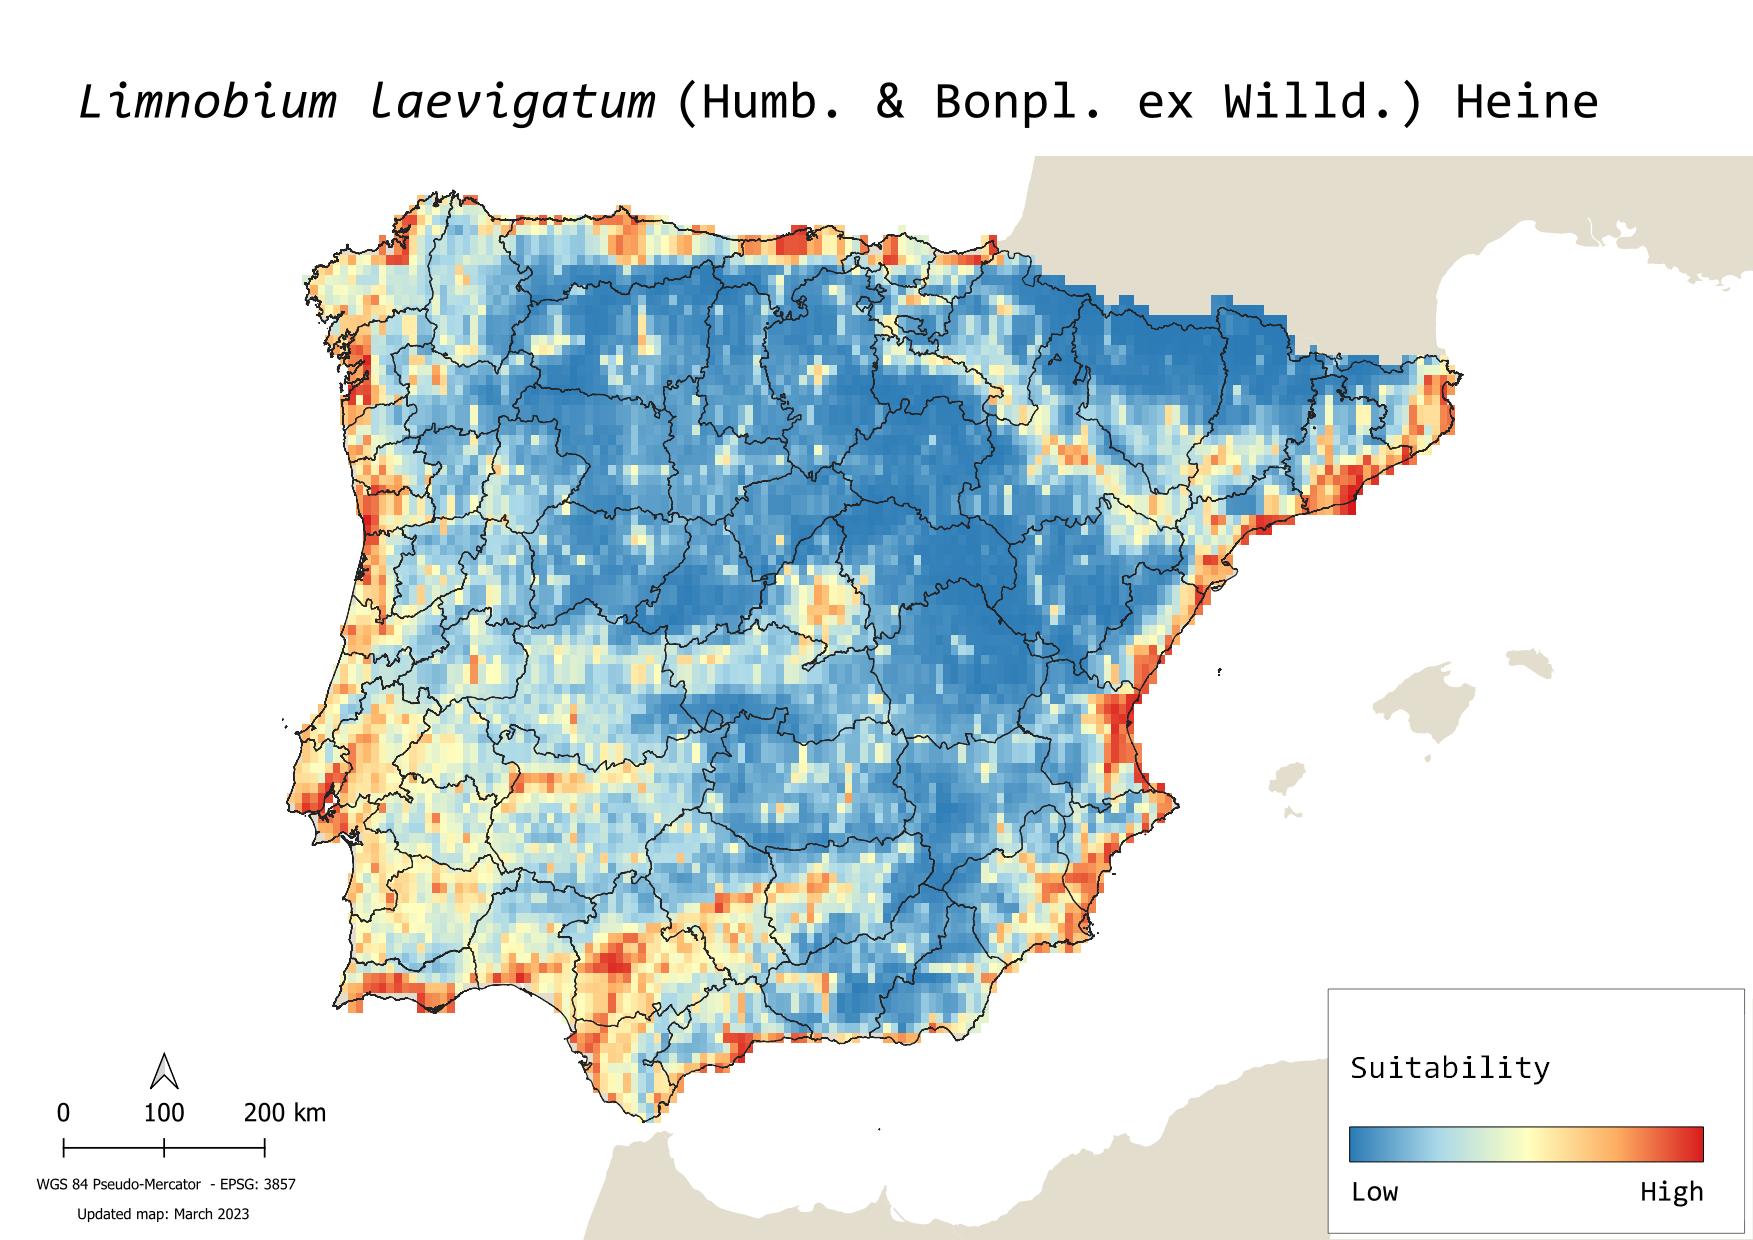 Limnobium laevigatum (Humb. & Bonpl. ex Willd.) Heine
Suitability
Low High
0 100 200 km
WGS 84 Pseudo-Mercator - EPSG: 3857
Updated map: March 2023